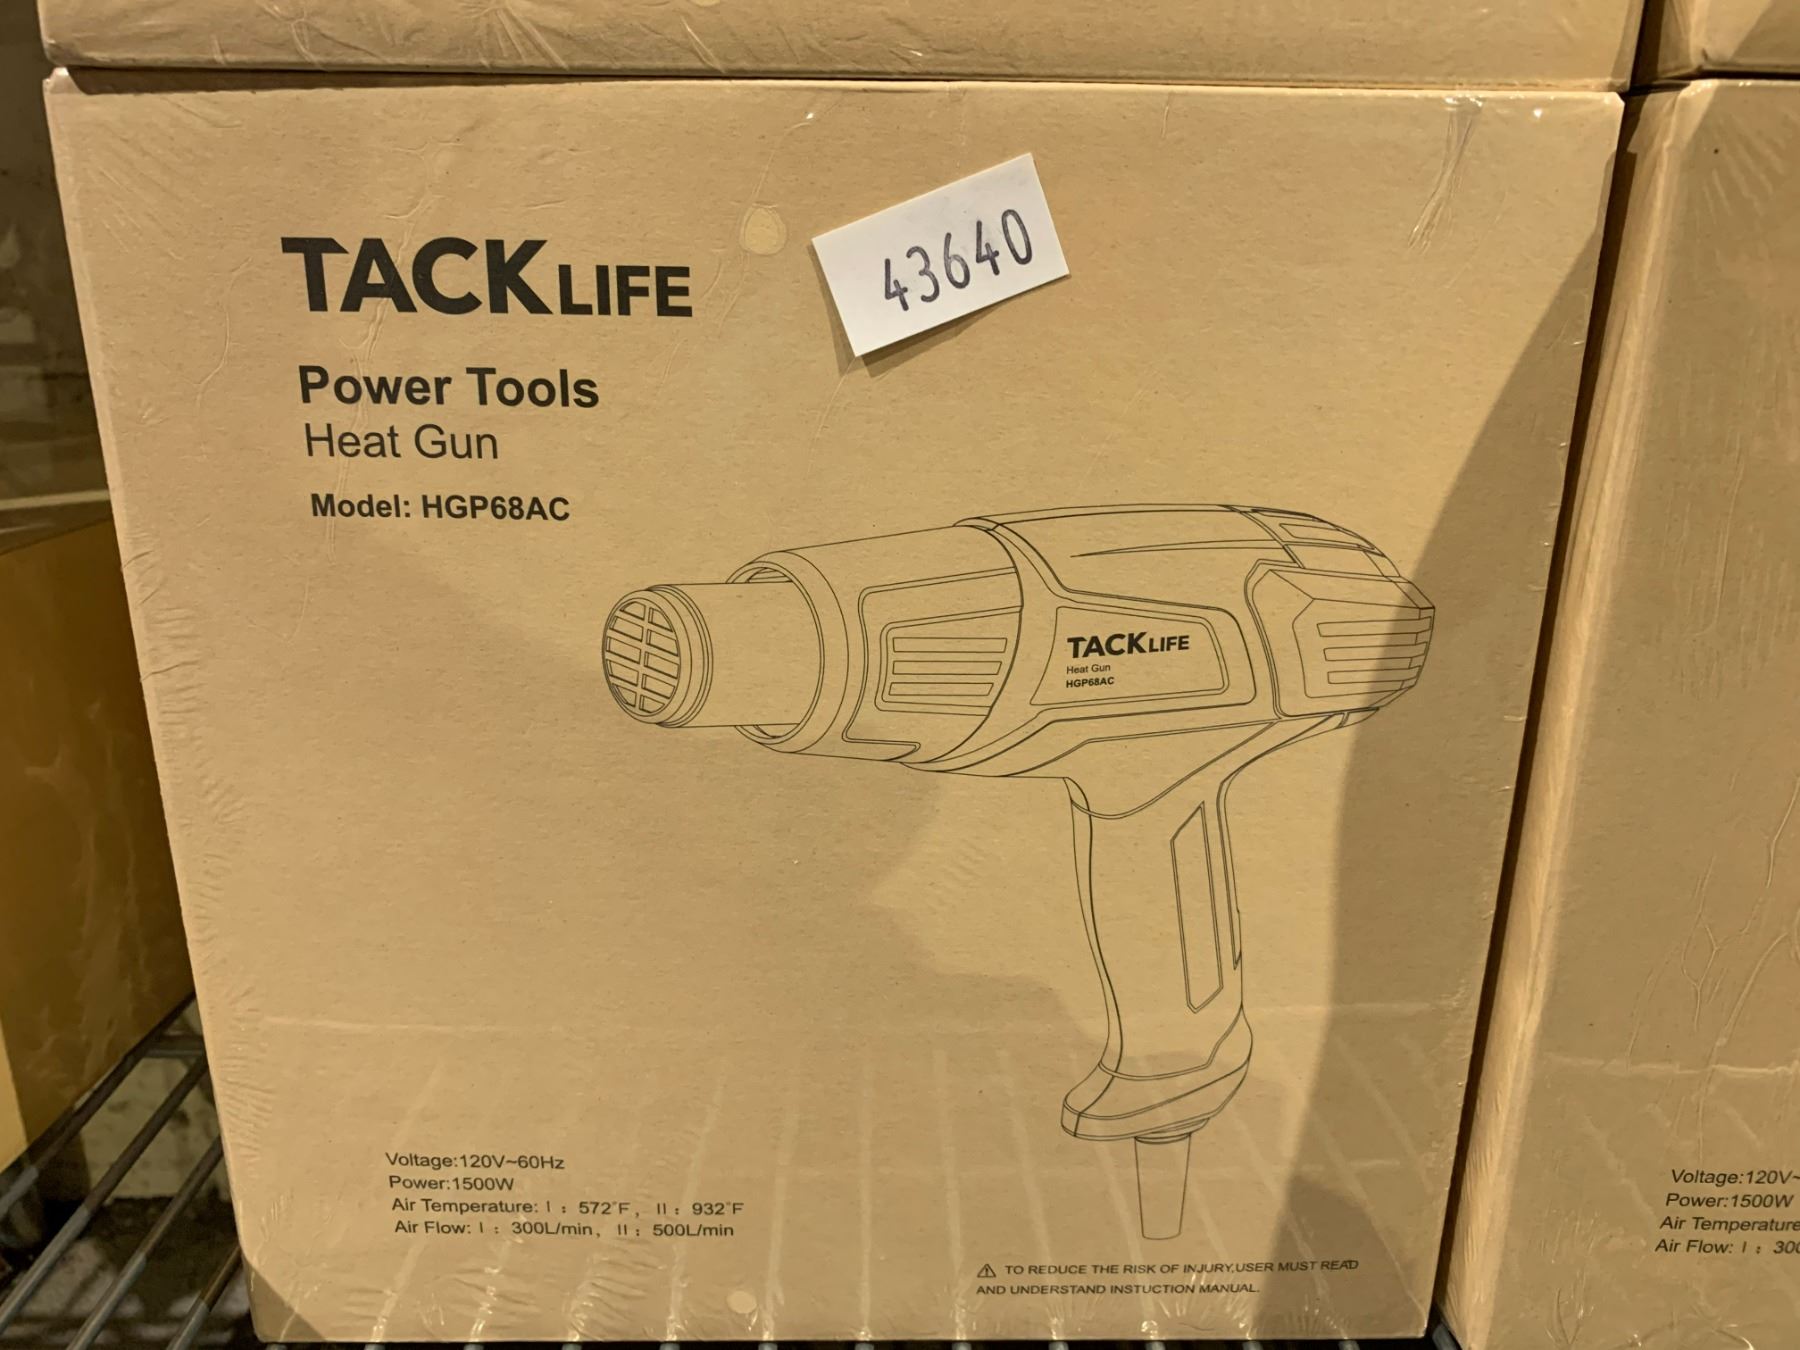 TACKLIFE
43640
Power Tools
Heat Gun
Model: HGP68AC
TACKLIFE
Heat Gun
HGP68AC
Voltage:120V~60Hz
Power:1500W
Air Temperature: I : 572°F, II : 932°F
Air Flow: I : 300L/min, II : 500L/min
⚠ TO REDUCE THE RISK OF INJURY,USER MUST READ
AND UNDERSTAND INSTUCTION MANUAL.
Voltage:120V~
Power:1500W
Air Temperature
Air Flow: I : 300